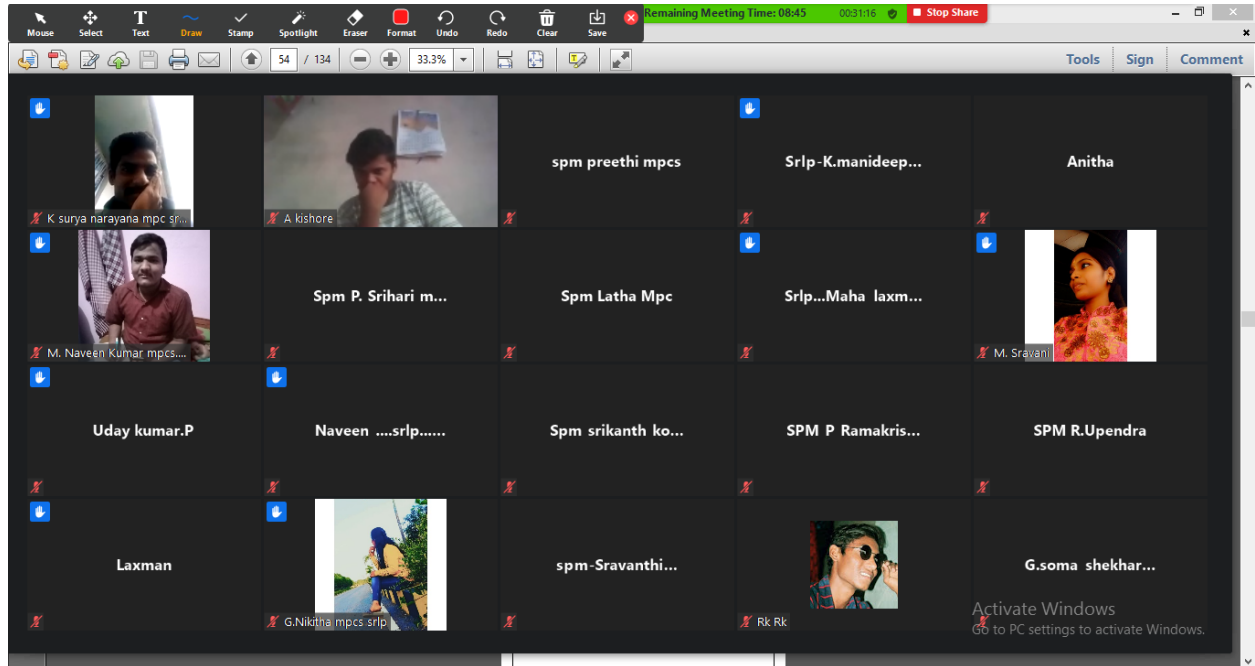 Remaining Meeting Time: 08:45 00:31:16 Stop Share
Mouse Select Text Draw Stamp Spotlight Eraser Format Undo Redo Clear Save
54 / 134 33.3% Tools Sign Comment
spm preethi mpcs
Srlp-K.manideep...
Anitha
K surya narayana mpc sr...
A kishore
Spm P. Srihari m...
Spm Latha Mpc
Srlp...Maha laxm...
M. Naveen Kumar mpcs....
M. Sravani
Uday kumar.P
Naveen ....srlp......
Spm srikanth ko...
SPM P Ramakris...
SPM R.Upendra
Laxman
spm-Sravanthi...
G.soma shekhar...
G.Nikitha mpcs srlp
Rk Rk
Activate Windows
Go to PC settings to activate Windows.